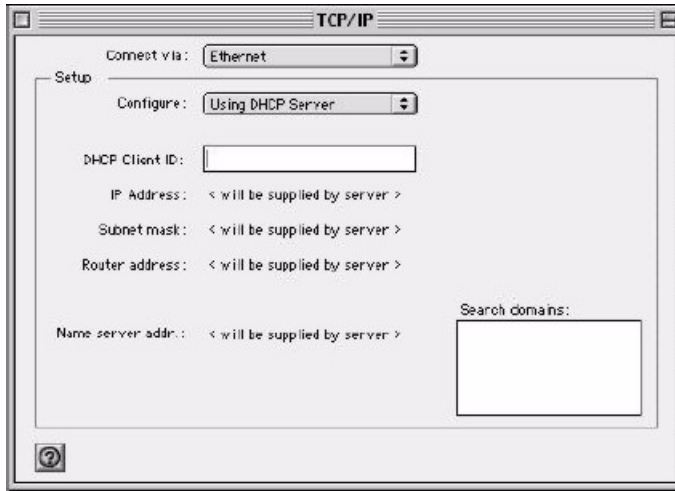 TCP/IP
Connect via: Ethernet
Setup
Configure: Using DHCP Server
DHCP Client ID:
IP Address: < will be supplied by server >
Subnet mask: < will be supplied by server >
Router address: < will be supplied by server >
Search domains:
Name server addr.: < will be supplied by server >
?